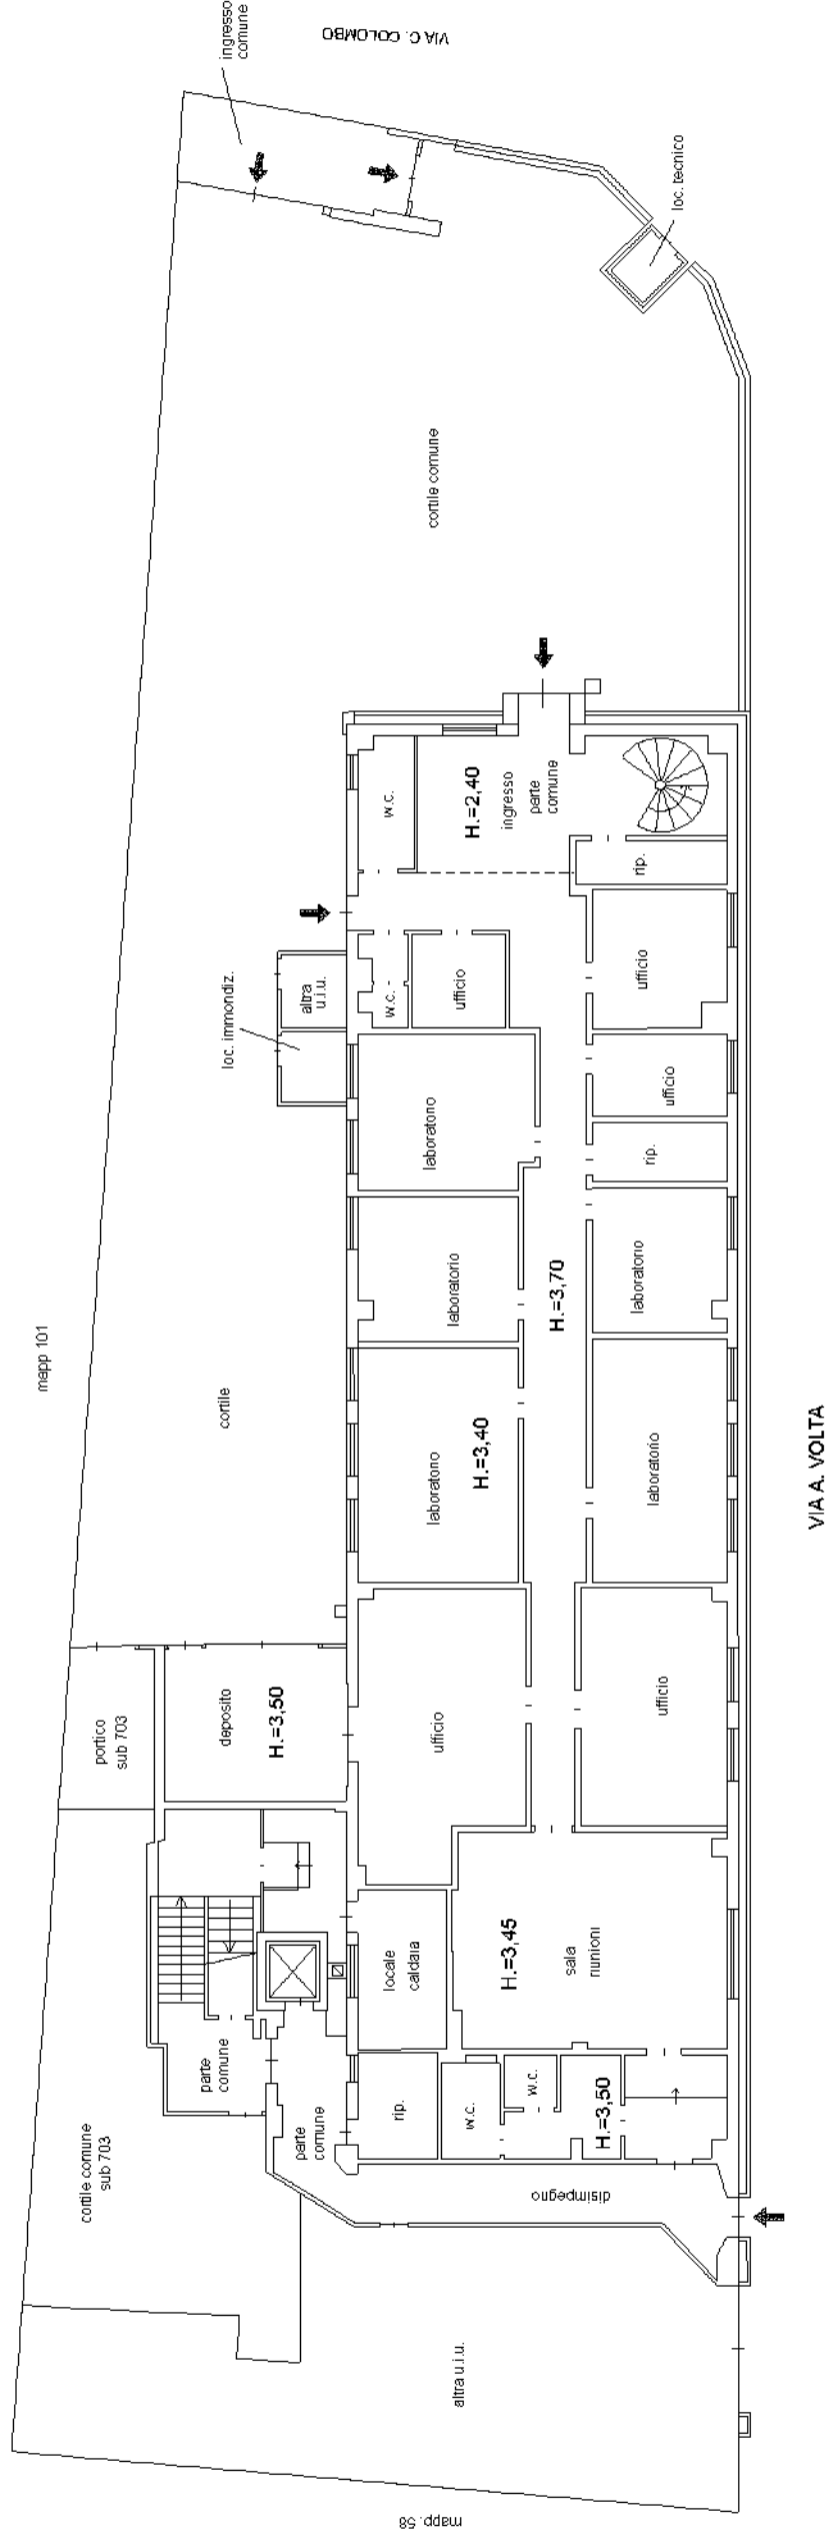 VIA C. COLOMBO
ingresso
comune
loc. tecnico
cortile comune
w.c.
H.=2,40
ingresso
parte
comune
rip.
altra
u.i.u.
loc. immondiz.
w.c.
ufficio
ufficio
laboratorio
ufficio
rip.
laboratorio
H.=3,70
laboratorio
mapp 101
cortile
laboratorio
H.=3,40
laboratorio
VIA A. VOLTA
portico
sub 703
deposito
H.=3,50
ufficio
ufficio
locale
caldaia
H.=3,45
sala
riunioni
parte
comune
cortile comune
sub 703
parte
comune
rip.
w.c.
w.c.
H.=3,50
disimpegno
altra u.i.u.
mapp. 58